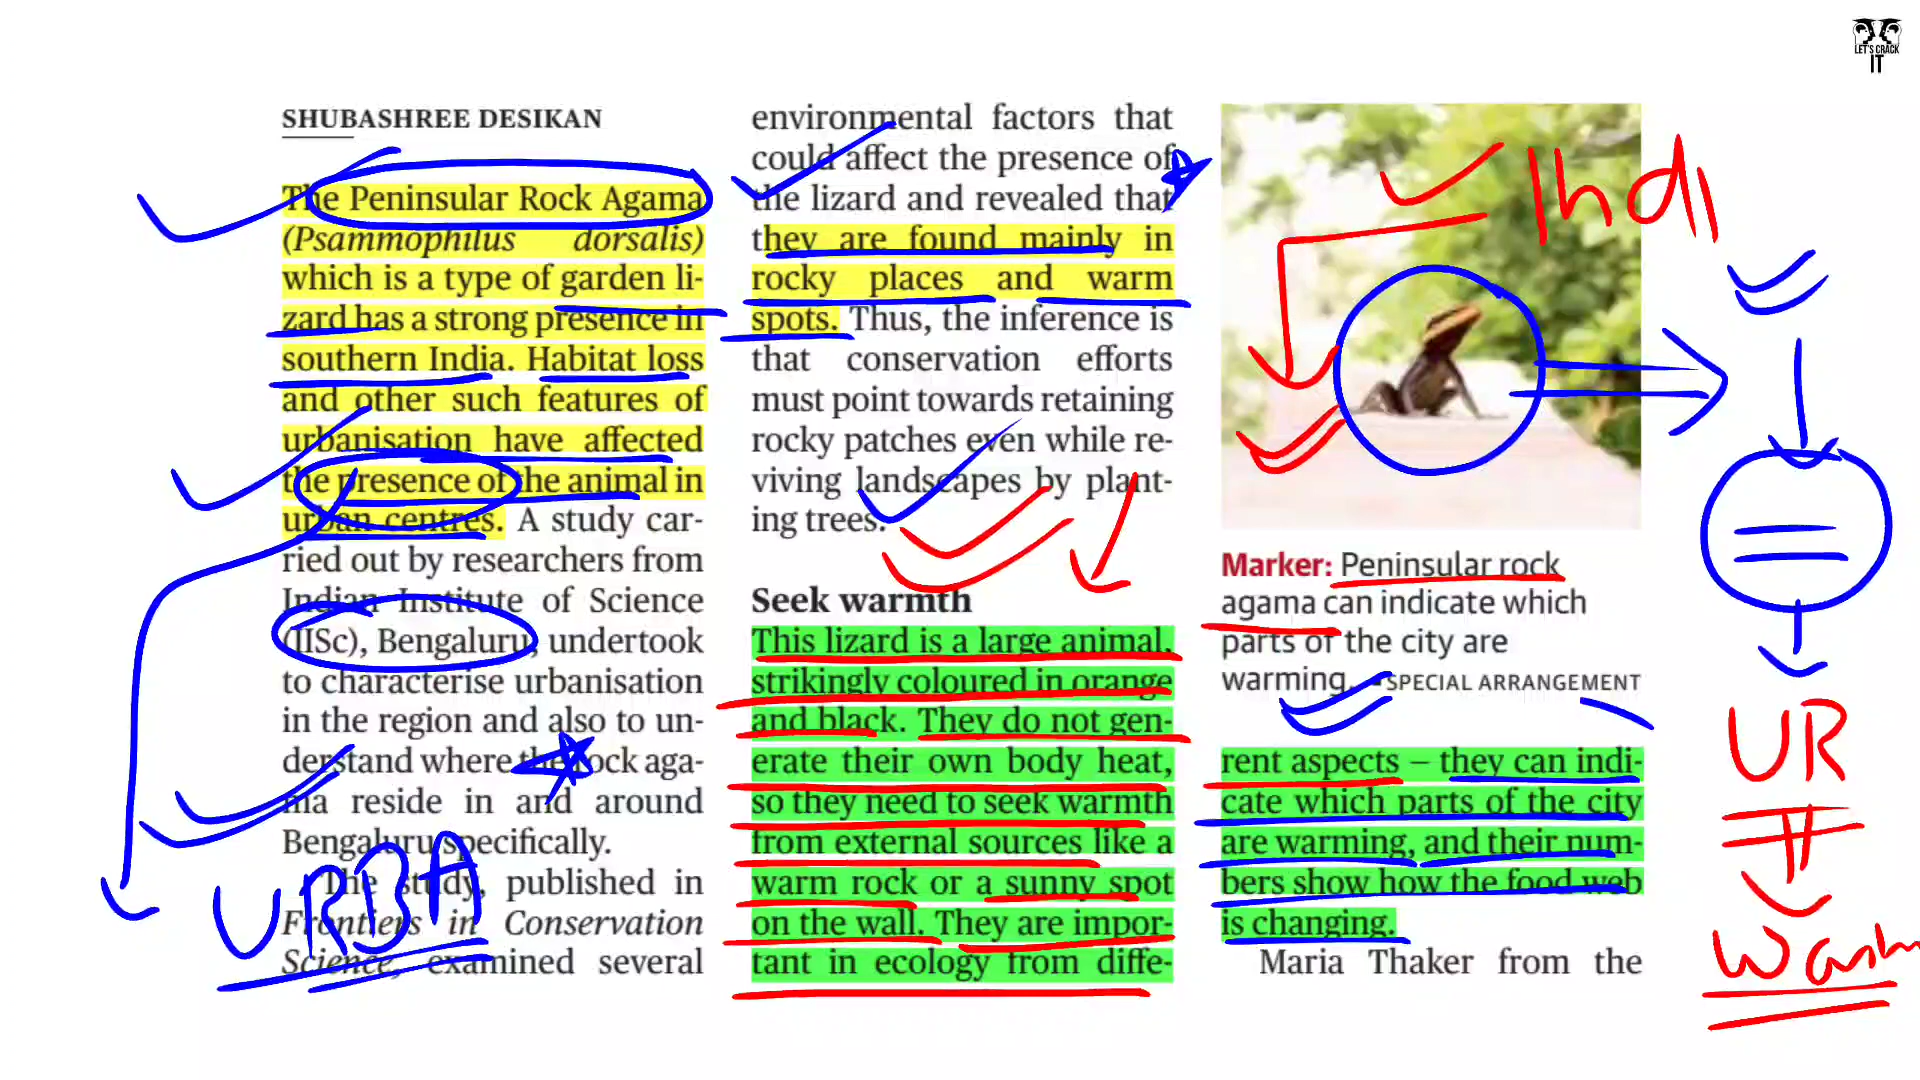 LET'S CRACK
IT
SHUBASHREE DESIKAN
The Peninsular Rock Agama
(Psammophilus dorsalis)
which is a type of garden li-
zard has a strong presence in
southern India. Habitat loss
and other such features of
urbanisation have affected
the presence of the animal in
urban centres. A study car-
ried out by researchers from
Indian Institute of Science
(IISc), Bengaluru, undertook
to characterise urbanisation
in the region and also to un-
derstand where the rock aga-
ma reside in and around
Bengaluru specifically.
The study, published in
Frontiers in Conservation
Science, examined several
URBA
environmental factors that
could affect the presence of
the lizard and revealed that
they are found mainly in
rocky places and warm
spots. Thus, the inference is
that conservation efforts
must point towards retaining
rocky patches even while re-
viving landscapes by plant-
ing trees.
Seek warmth
This lizard is a large animal,
strikingly coloured in orange
and black. They do not gen-
erate their own body heat,
so they need to seek warmth
from external sources like a
warm rock or a sunny spot
on the wall. They are impor-
tant in ecology from diffe-
Indi
Marker: Peninsular rock
agama can indicate which
parts of the city are
warming. SPECIAL ARRANGEMENT
rent aspects – they can indi-
cate which parts of the city
are warming, and their num-
bers show how the food web
is changing.
Maria Thaker from the
UR